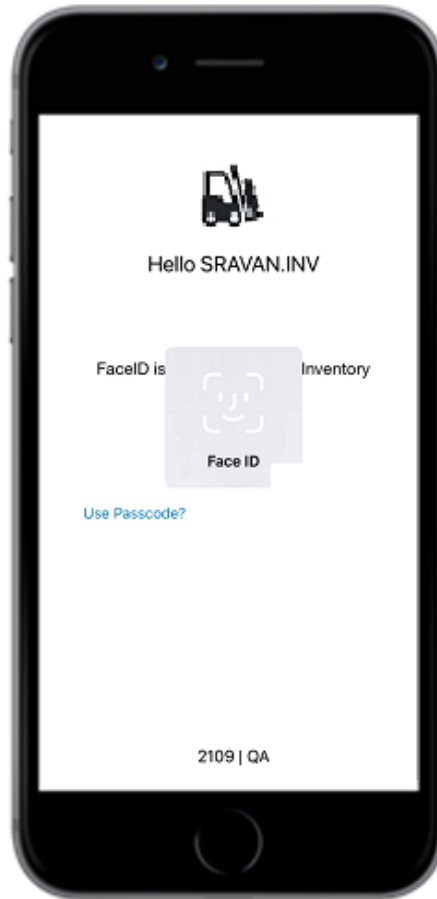 Hello SRAVAN.INV
FaceID is Inventory
Face ID
Use Passcode?
2109 | QA